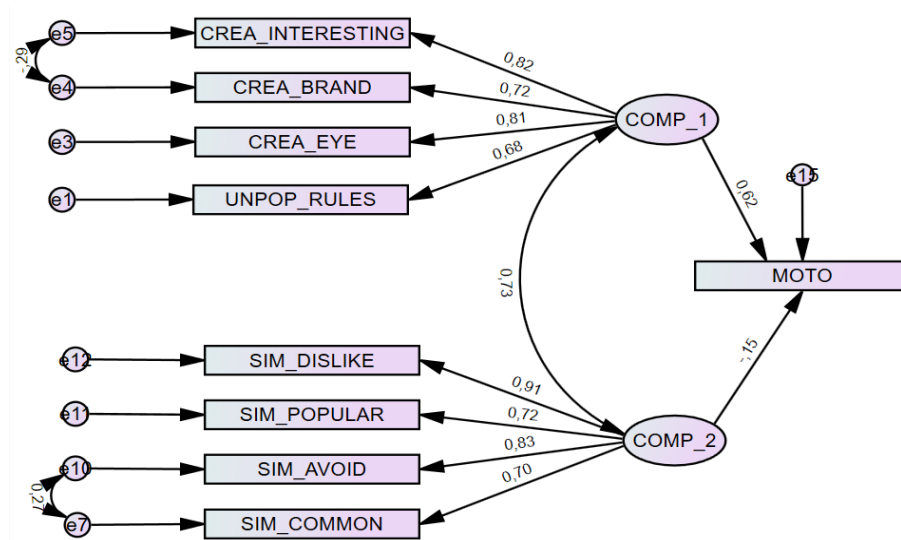 e5 CREA_INTERESTING
0,82
-,29
e4 CREA_BRAND
0,72
COMP_1
e3 CREA_EYE
0,81
e15
0,68
e1 UNPOP_RULES
0,62
MOTO
0,73
e12 SIM_DISLIKE
-,15
0,91
e11 SIM_POPULAR
0,72
COMP_2
e10 SIM_AVOID
0,83
0,27
0,70
e7 SIM_COMMON